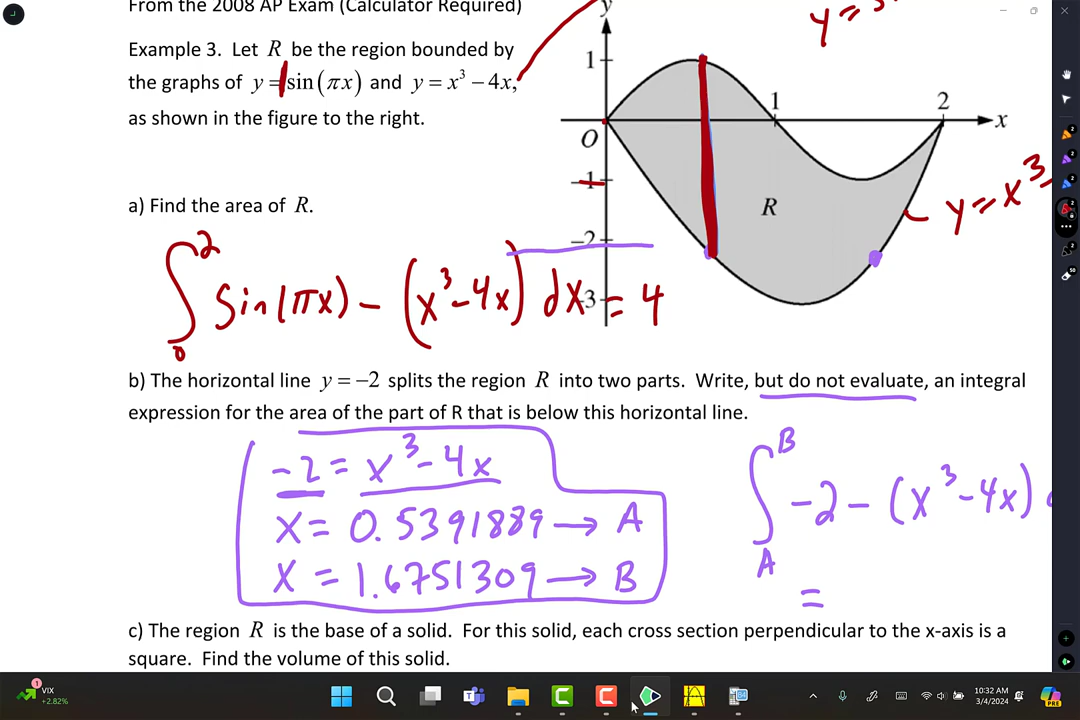 From the 2008 AP Exam (Calculator Required)
Example 3. Let R be the region bounded by
the graphs of y = sin(πx) and y = x³ − 4x,
as shown in the figure to the right.
y
1
1
2
x
O
-1
-2
-3
R
y =
y = x³-
a) Find the area of R.
∫₀² Sin(πx) − (x³−4x) dx = 4
b) The horizontal line y = −2 splits the region R into two parts. Write, but do not evaluate, an integral
expression for the area of the part of R that is below this horizontal line.
-2 = x³-4x
x = 0.5391889 → A
x = 1.6751309 → B
∫_A^B -2 - (x³-4x)
=
c) The region R is the base of a solid. For this solid, each cross section perpendicular to the x-axis is a
square. Find the volume of this solid.
VIX
+2.82%
1
10:32 AM
3/4/2024
PRE